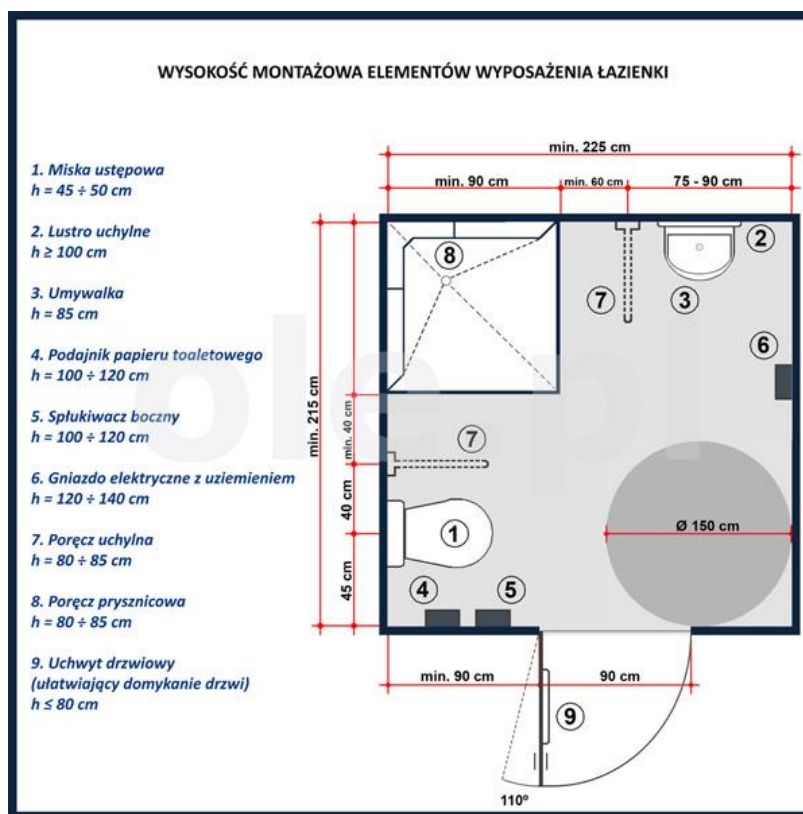 WYSOKOŚĆ MONTAŻOWA ELEMENTÓW WYPOSAŻENIA ŁAZIENKI
1. Miska ustępowa
h = 45 ÷ 50 cm
2. Lustro uchylne
h ≥ 100 cm
3. Umywalka
h = 85 cm
4. Podajnik papieru toaletowego
h = 100 ÷ 120 cm
5. Spłukiwacz boczny
h = 100 ÷ 120 cm
6. Gniazdo elektryczne z uziemieniem
h = 120 ÷ 140 cm
7. Poręcz uchylna
h = 80 ÷ 85 cm
8. Poręcz prysznicowa
h = 80 ÷ 85 cm
9. Uchwyt drzwiowy
(ułatwiający domykanie drzwi)
h ≤ 80 cm
min. 225 cm
min. 90 cm
min. 60 cm
75 - 90 cm
8
7
3
2
6
min. 215 cm
min. 40 cm
7
40 cm
1
Ø 150 cm
45 cm
4
5
min. 90 cm
90 cm
9
110º
ole.pl